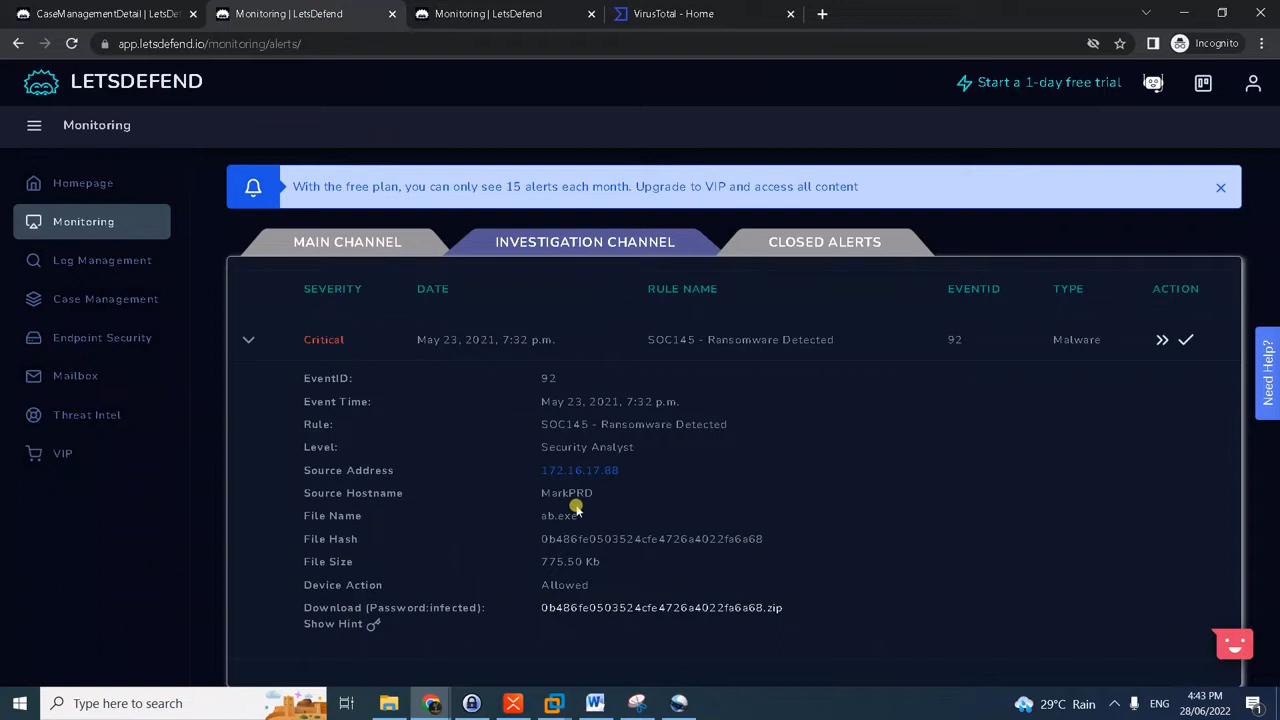 CaseManagementDetail | LetsDef
Monitoring | LetsDefend
Monitoring | LetsDefend
VirusTotal - Home
app.letsdefend.io/monitoring/alerts/
Incognito
LETSDEFEND
Start a 1-day free trial
Monitoring
Homepage
Monitoring
Log Management
Case Management
Endpoint Security
Mailbox
Threat Intel
VIP
With the free plan, you can only see 15 alerts each month. Upgrade to VIP and access all content
MAIN CHANNEL INVESTIGATION CHANNEL CLOSED ALERTS
SEVERITY DATE RULE NAME EVENTID TYPE ACTION
Critical May 23, 2021, 7:32 p.m. SOC145 - Ransomware Detected 92 Malware
EventID: 92
Event Time: May 23, 2021, 7:32 p.m.
Rule: SOC145 - Ransomware Detected
Level: Security Analyst
Source Address 172.16.17.88
Source Hostname MarkPRD
File Name ab.exe
File Hash 0b486fe0503524cfe4726a4022fa6a68
File Size 775.50 Kb
Device Action Allowed
Download (Password:infected): 0b486fe0503524cfe4726a4022fa6a68.zip
Show Hint
Need Help?
Type here to search
29°C Rain
ENG
4:43 PM
28/06/2022
1